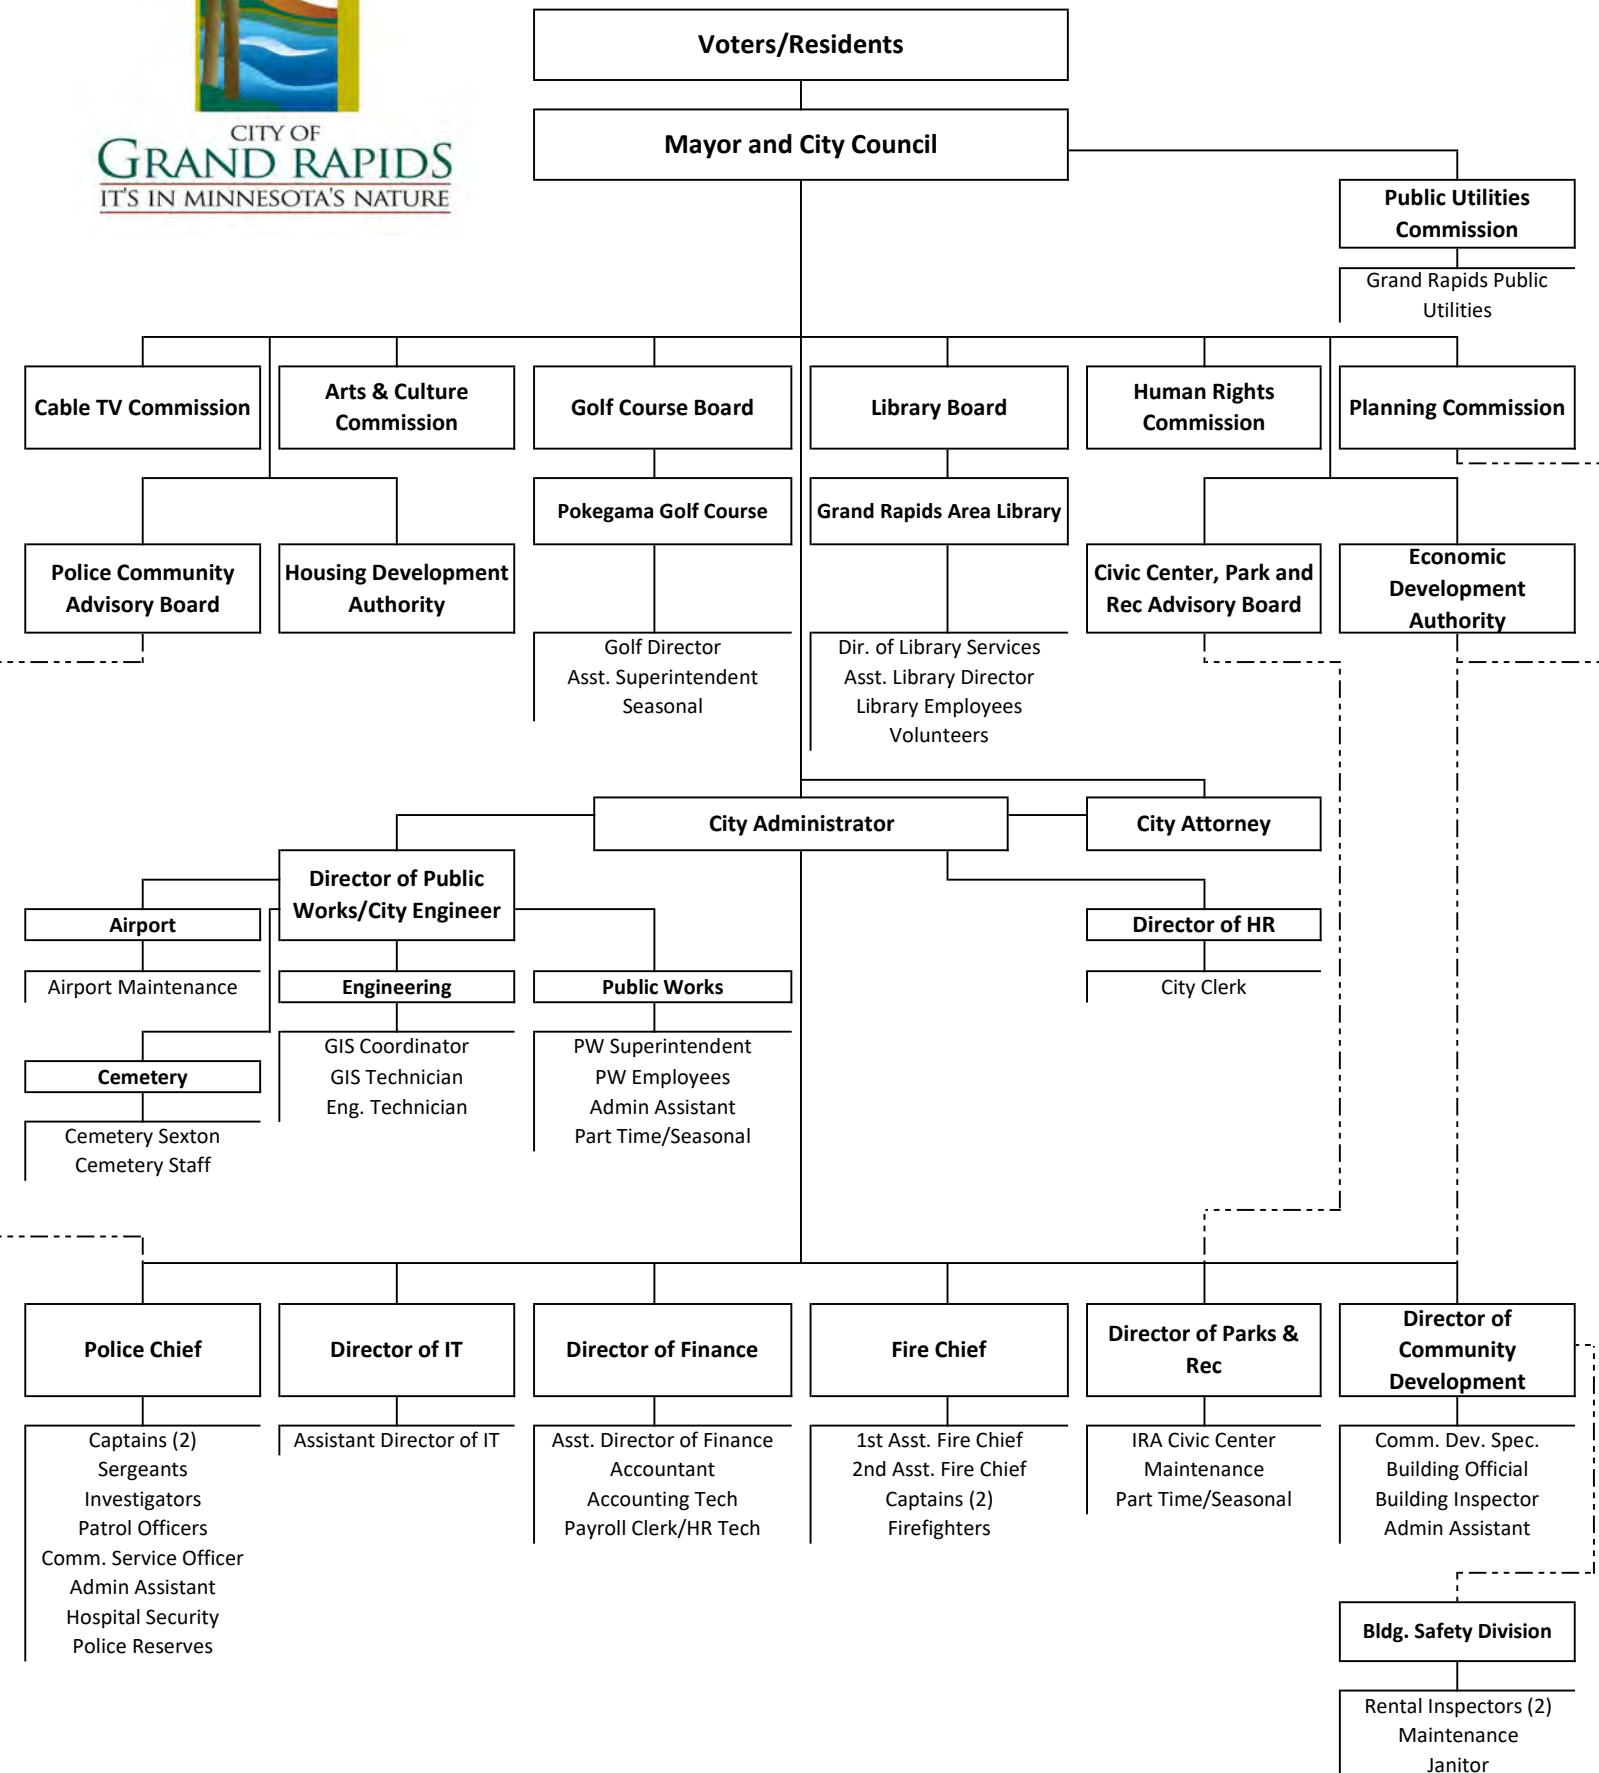 CITY OF
GRAND RAPIDS
IT'S IN MINNESOTA'S NATURE
Voters/Residents
Mayor and City Council
Public Utilities
Commission
Grand Rapids Public
Utilities
Cable TV Commission
Arts & Culture
Commission
Golf Course Board
Library Board
Human Rights
Commission
Planning Commission
Pokegama Golf Course
Grand Rapids Area Library
Police Community
Advisory Board
Housing Development
Authority
Civic Center, Park and
Rec Advisory Board
Economic
Development
Authority
Golf Director
Asst. Superintendent
Seasonal
Dir. of Library Services
Asst. Library Director
Library Employees
Volunteers
City Administrator
City Attorney
Director of Public
Works/City Engineer
Airport
Airport Maintenance
Director of HR
City Clerk
Engineering
GIS Coordinator
GIS Technician
Eng. Technician
Public Works
PW Superintendent
PW Employees
Admin Assistant
Part Time/Seasonal
Cemetery
Cemetery Sexton
Cemetery Staff
Police Chief
Captains (2)
Sergeants
Investigators
Patrol Officers
Comm. Service Officer
Admin Assistant
Hospital Security
Police Reserves
Director of IT
Assistant Director of IT
Director of Finance
Asst. Director of Finance
Accountant
Accounting Tech
Payroll Clerk/HR Tech
Fire Chief
1st Asst. Fire Chief
2nd Asst. Fire Chief
Captains (2)
Firefighters
Director of Parks &
Rec
IRA Civic Center
Maintenance
Part Time/Seasonal
Director of
Community
Development
Comm. Dev. Spec.
Building Official
Building Inspector
Admin Assistant
Bldg. Safety Division
Rental Inspectors (2)
Maintenance
Janitor